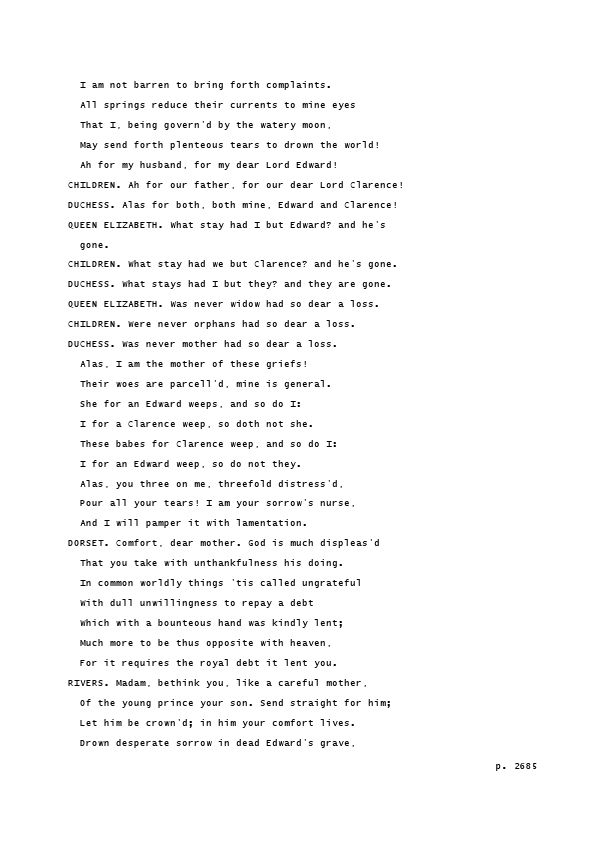 I am not barren to bring forth complaints.
All springs reduce their currents to mine eyes
That I, being govern'd by the watery moon,
May send forth plenteous tears to drown the world!
Ah for my husband, for my dear Lord Edward!
CHILDREN. Ah for our father, for our dear Lord Clarence!
DUCHESS. Alas for both, both mine, Edward and Clarence!
QUEEN ELIZABETH. What stay had I but Edward? and he's
gone.
CHILDREN. What stay had we but Clarence? and he's gone.
DUCHESS. What stays had I but they? and they are gone.
QUEEN ELIZABETH. Was never widow had so dear a loss.
CHILDREN. Were never orphans had so dear a loss.
DUCHESS. Was never mother had so dear a loss.
Alas, I am the mother of these griefs!
Their woes are parcell'd, mine is general.
She for an Edward weeps, and so do I:
I for a Clarence weep, so doth not she.
These babes for Clarence weep, and so do I:
I for an Edward weep, so do not they.
Alas, you three on me, threefold distress'd,
Pour all your tears! I am your sorrow's nurse,
And I will pamper it with lamentation.
DORSET. Comfort, dear mother. God is much displeas'd
That you take with unthankfulness his doing.
In common worldly things 'tis called ungrateful
With dull unwillingness to repay a debt
Which with a bounteous hand was kindly lent;
Much more to be thus opposite with heaven,
For it requires the royal debt it lent you.
RIVERS. Madam, bethink you, like a careful mother,
Of the young prince your son. Send straight for him;
Let him be crown'd; in him your comfort lives.
Drown desperate sorrow in dead Edward's grave,
p. 2685